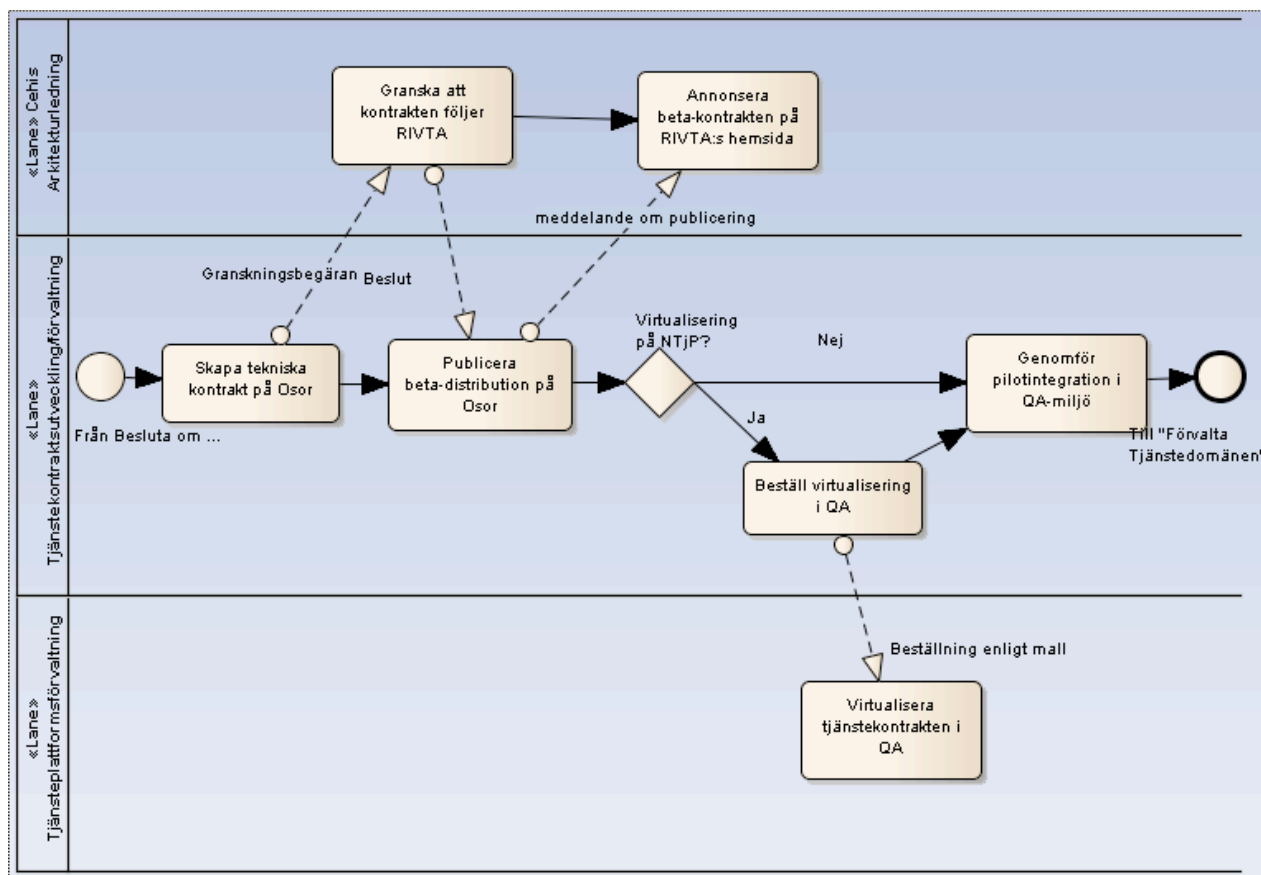 «Lane» Cehis
Arkitekturledning
Granska att
kontrakten följer
RIVTA
Annonsera
beta-kontrakten på
RIVTA:s hemsida
meddelande om publicering
«Lane»
Tjänstekontraktsutveckling/förvaltning
Granskningsbegäran
Beslut
Från Besluta om ...
Skapa tekniska
kontrakt på Osor
Publicera
beta-distribution på
Osor
Virtualisering
på NTjP?
Nej
Ja
Beställ virtualisering
i QA
Genomför
pilotintegration i
QA-miljö
Till "Förvalta
Tjänstedomänen"
«Lane»
Tjänsteplattformsförvaltning
Beställning enligt mall
Virtualisera
tjänstekontrakten i
QA